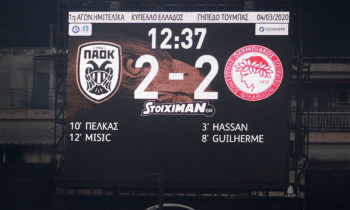 1η ΑΓΩΝ ΗΜΙΤΕΛΙΚΑ ΚΥΠΕΛΛΟ ΕΛΛΑΔΟΣ ΓΗΠΕΔΟ ΤΟΥΜΠΑΣ 04/03/2020
COSMOTE
12:37
ΠΑΟΚ
2-2
STOIXIMAN.GR
10' ΠΕΛΚΑΣ 3' HASSAN
12' MISIC 8' GUILHERME